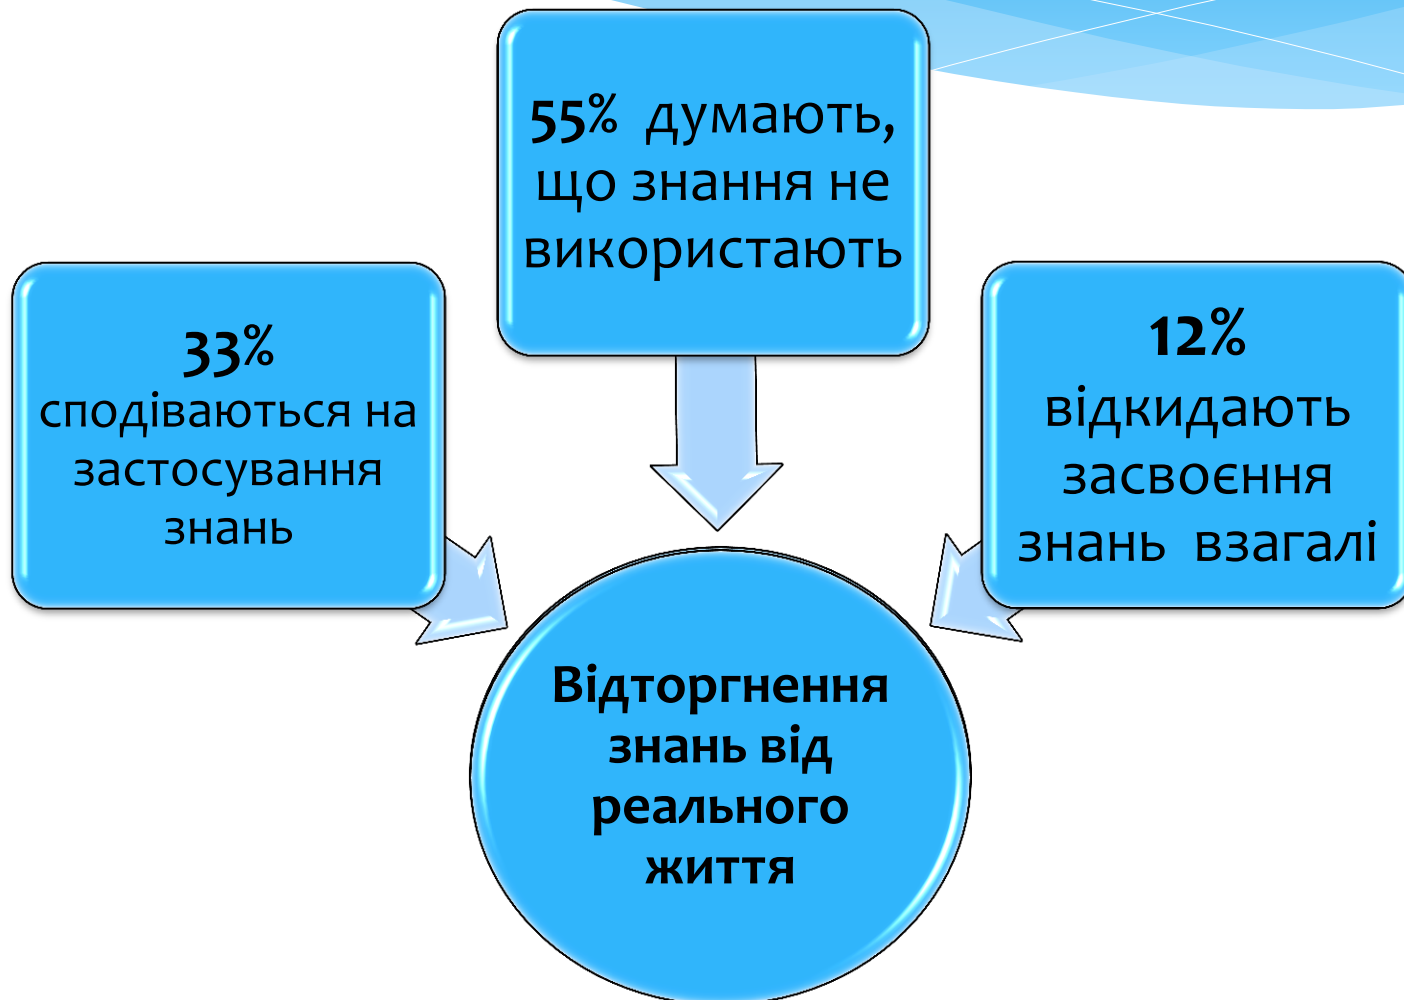 55% думають,
що знання не
використають
33%
сподіваються на
застосування
знань
12%
відкидають
засвоєння
знань взагалі
Відторгнення
знань від
реального
життя